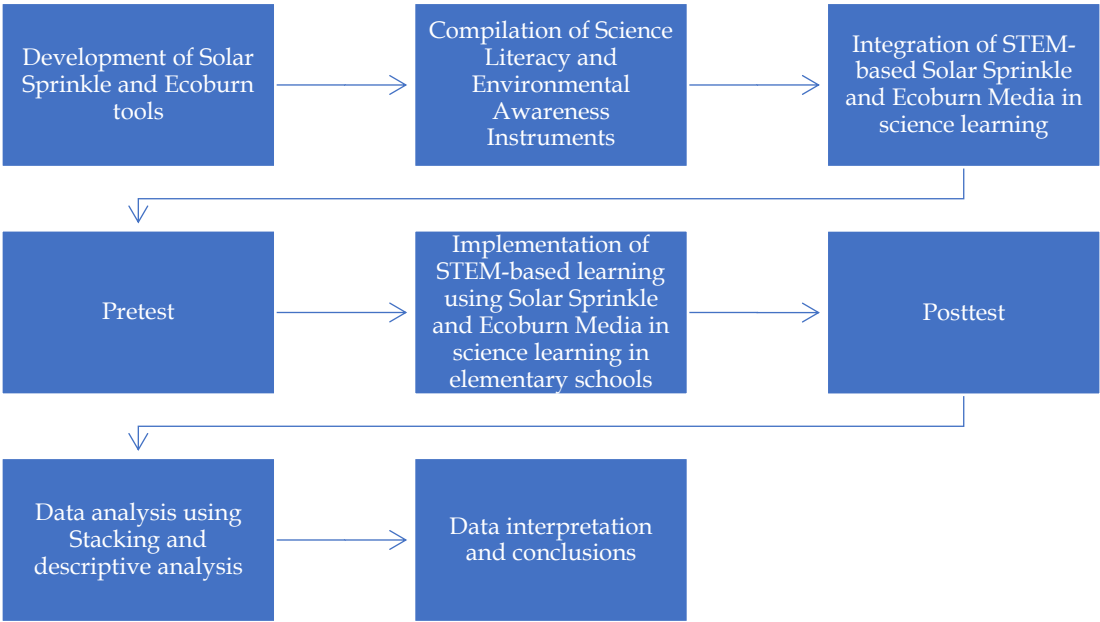 Development of Solar
Sprinkle and Ecoburn
tools
Compilation of Science
Literacy and
Environmental
Awareness
Instruments
Integration of STEM-
based Solar Sprinkle
and Ecoburn Media in
science learning
Pretest
Implementation of
STEM-based learning
using Solar Sprinkle
and Ecoburn Media in
science learning in
elementary schools
Posttest
Data analysis using
Stacking and
descriptive analysis
Data interpretation
and conclusions